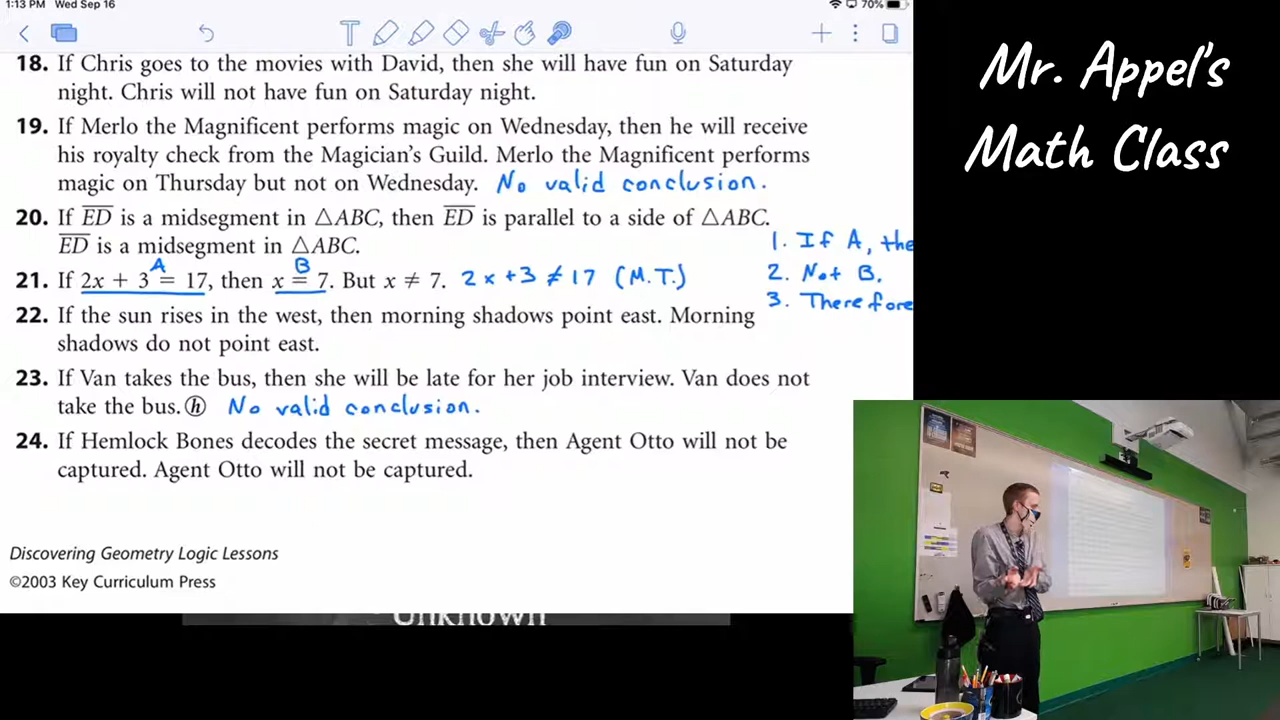 1:13 PM Wed Sep 16
70%
Mr. Appel's
Math Class
18. If Chris goes to the movies with David, then she will have fun on Saturday
night. Chris will not have fun on Saturday night.
19. If Merlo the Magnificent performs magic on Wednesday, then he will receive
his royalty check from the Magician's Guild. Merlo the Magnificent performs
magic on Thursday but not on Wednesday. No valid conclusion.
20. If ED is a midsegment in △ABC, then ED is parallel to a side of △ABC.
ED is a midsegment in △ABC.
A B
21. If 2x + 3 = 17, then x = 7. But x ≠ 7. 2x+3 ≠ 17 (M.T.)
1. If A, the
2. Not B.
3. Therefore
22. If the sun rises in the west, then morning shadows point east. Morning
shadows do not point east.
23. If Van takes the bus, then she will be late for her job interview. Van does not
take the bus. ⓗ No valid conclusion.
24. If Hemlock Bones decodes the secret message, then Agent Otto will not be
captured. Agent Otto will not be captured.
Discovering Geometry Logic Lessons
©2003 Key Curriculum Press
Unknown